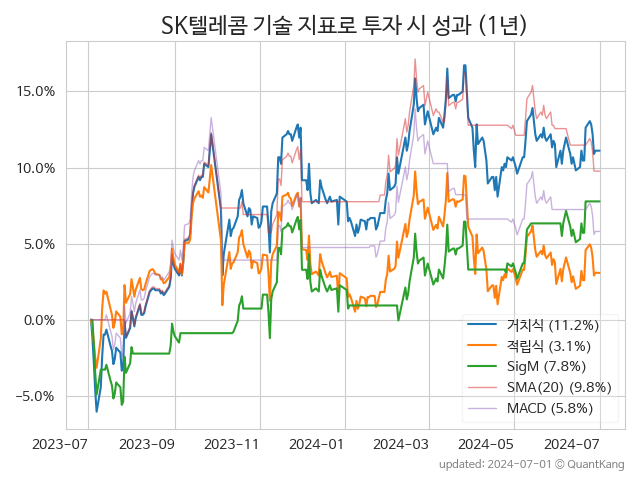 SK텔레콤 기술 지표로 투자 시 성과 (1년)
15.0%
10.0%
5.0%
0.0%
−5.0%
거치식 (11.2%)
적립식 (3.1%)
SigM (7.8%)
SMA(20) (9.8%)
MACD (5.8%)
2023-07 2023-09 2023-11 2024-01 2024-03 2024-05 2024-07
updated: 2024-07-01 © QuantKang